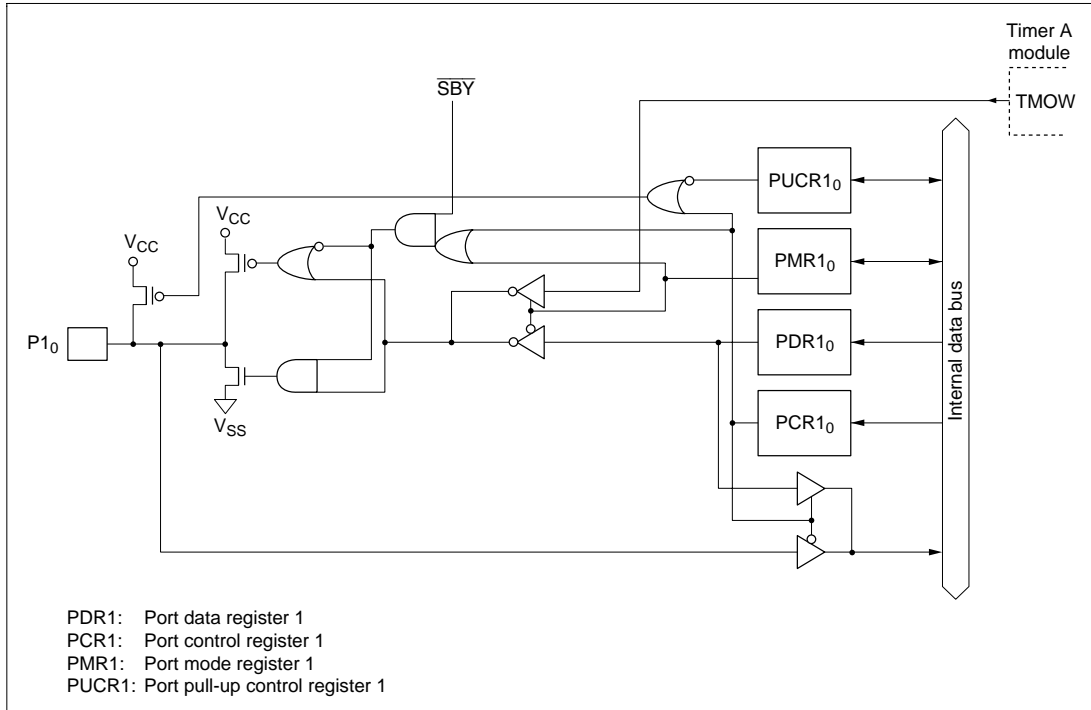 Timer A
module
TMOW
S̅B̅Y̅
PUCR1₀
V_CC
V_CC
PMR1₀
P1₀
PDR1₀
V_SS
PCR1₀
Internal data bus
PDR1: Port data register 1
PCR1: Port control register 1
PMR1: Port mode register 1
PUCR1: Port pull-up control register 1